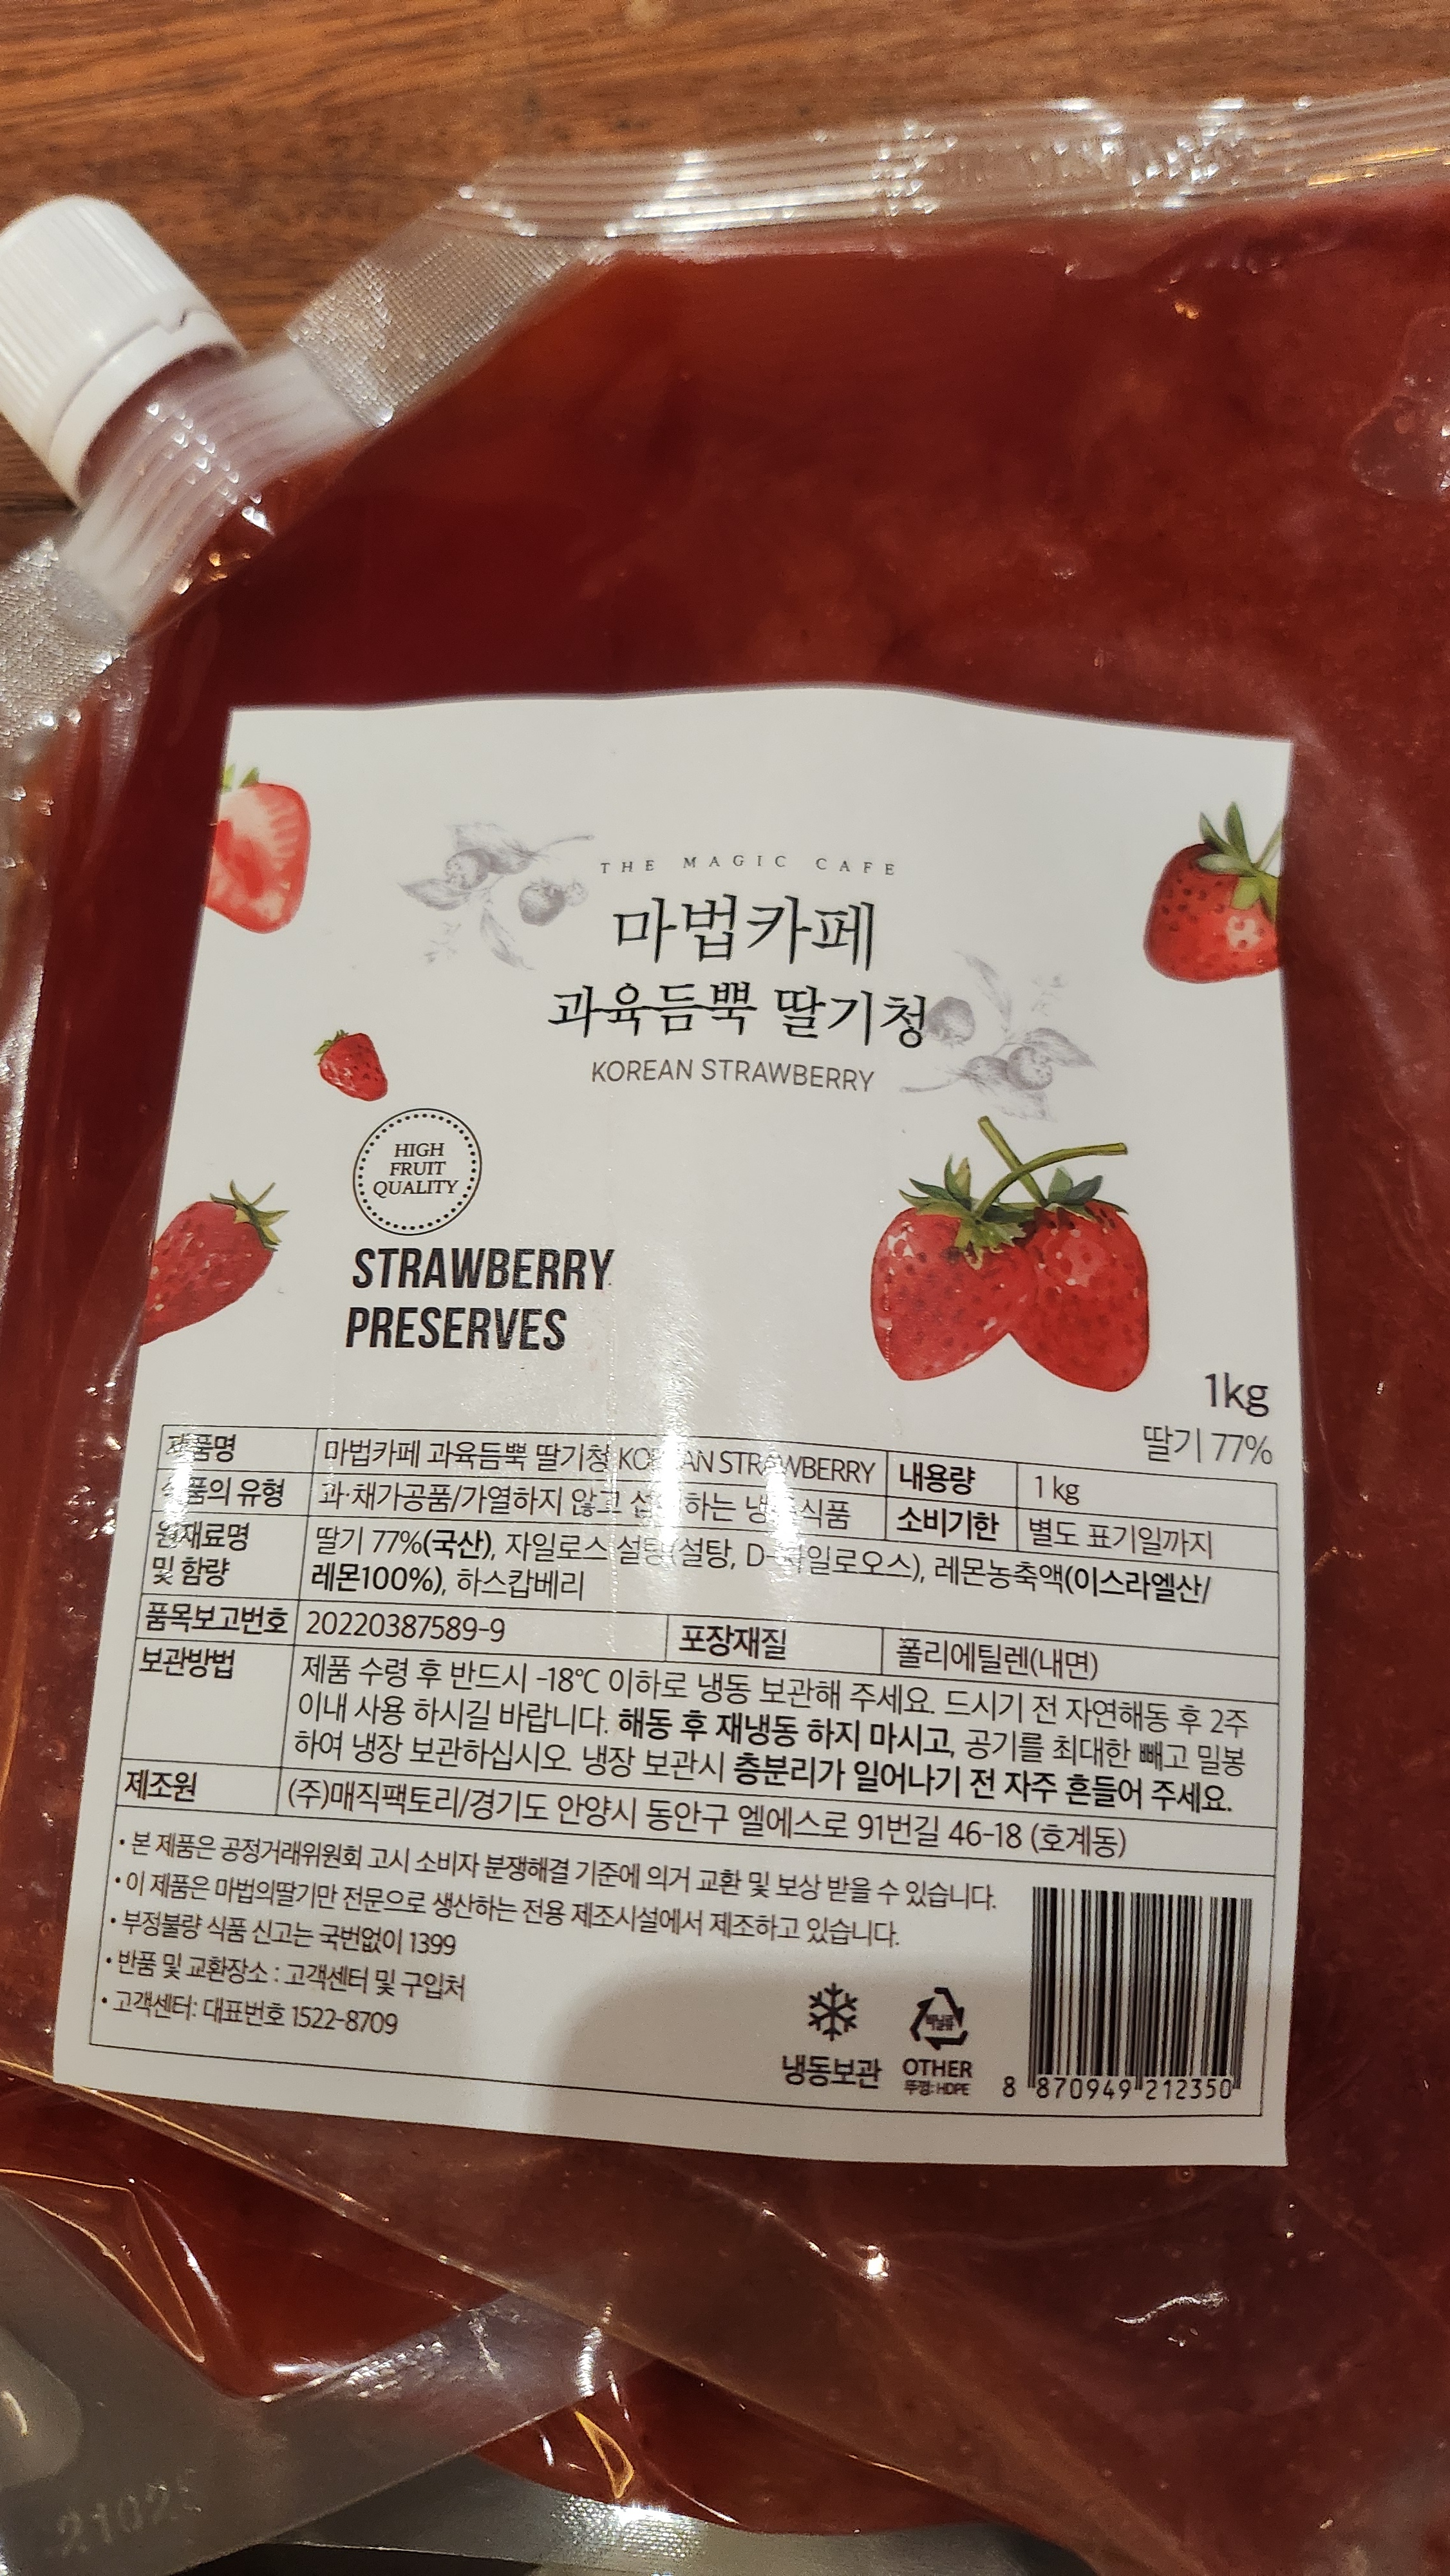 THE MAGIC CAFE
마법카페
과육듬뿍 딸기청
KOREAN STRAWBERRY
HIGH
FRUIT
QUALITY
STRAWBERRY
PRESERVES
1kg
딸기 77%
제품명 마법카페 과육듬뿍 딸기청 KOREAN STRAWBERRY 내용량 1 kg
식품의 유형 과·채가공품/가열하지 않고 섭취하는 냉동식품 소비기한 별도 표기일까지
원재료명
및 함량
딸기 77%(국산), 자일로스 설탕(설탕, D-자일로오스), 레몬농축액(이스라엘산/
레몬100%), 하스캅베리
품목보고번호 20220387589-9 포장재질 폴리에틸렌(내면)
보관방법 제품 수령 후 반드시 -18℃ 이하로 냉동 보관해 주세요. 드시기 전 자연해동 후 2주
이내 사용 하시길 바랍니다. 해동 후 재냉동 하지 마시고, 공기를 최대한 빼고 밀봉
하여 냉장 보관하십시오. 냉장 보관시 층분리가 일어나기 전 자주 흔들어 주세요.
제조원 (주)매직팩토리/경기도 안양시 동안구 엘에스로 91번길 46-18 (호계동)
• 본 제품은 공정거래위원회 고시 소비자 분쟁해결 기준에 의거 교환 및 보상 받을 수 있습니다.
• 이 제품은 마법의딸기만 전문으로 생산하는 전용 제조시설에서 제조하고 있습니다.
• 부정불량 식품 신고는 국번없이 1399
• 반품 및 교환장소 : 고객센터 및 구입처
• 고객센터: 대표번호 1522-8709
냉동보관
비닐류
OTHER
뚜껑: HDPE
8 870949 212350